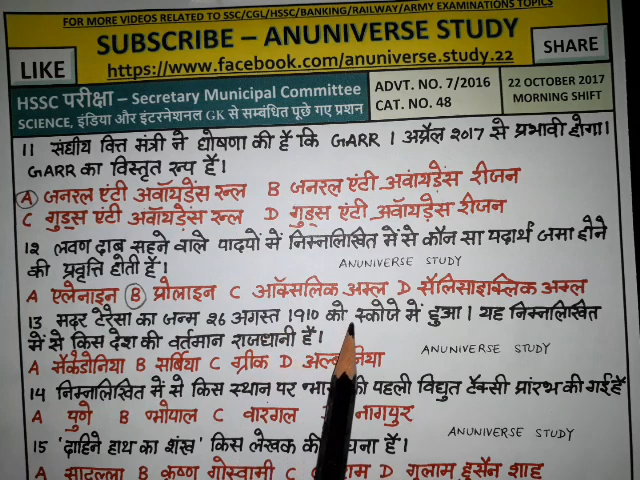 FOR MORE VIDEOS RELATED TO SSC/CGL/HSSC/BANKING/RAILWAY/ARMY EXAMINATIONS TOPICS
SUBSCRIBE – ANUNIVERSE STUDY
LIKE
https://www.facebook.com/anuniverse.study.22
SHARE
HSSC परीक्षा – Secretary Municipal Committee
SCIENCE, इंडिया और इंटरनेशनल GK से सम्बंधित पूछे गए प्रशन
ADVT. NO. 7/2016
CAT. NO. 48
22 OCTOBER 2017
MORNING SHIFT
11 संघीय वित्त मंत्री ने घोषणा की है कि GARR 1 अप्रैल 2017 से प्रभावी होगा।
GARR का विस्तृत रूप है।
A जनरल एंटी अवॉयडेंस रूल्स B जनरल एंटी अवांयडेंस रीजन
C गुड्स एंटी अवॉयडेंस रूल्स D गुड्स एंटी अवॉयडेंस रीजन
12 लवण दाब सहने वाले पादपों में निम्नलिखित में से कौन सा पदार्थ जमा होने
की प्रवृत्ति होती है।
ANUNIVERSE STUDY
A एलेनाइन B प्रोलाइन C ऑक्सलिक अम्ल D सैलिसाइक्लिक अम्ल
13 मदर टेरेसा का जन्म 26 अगस्त 1910 को स्कोप्जे में हुआ। यह निम्नलिखित
में से किस देश की वर्तमान राजधानी है।
ANUNIVERSE STUDY
A मैकेडोनिया B सर्बिया C ग्रीक D
14 निम्नलिखित में से किस स्थान पर की पहली विद्युत टैक्सी प्रांरभ की गई है
A पुणे B भोपाल C वारगल नागपुर
ANUNIVERSE STUDY
15 'दाहिने हाथ का शंख' किस लेखक की है।
A B कृष्ण गोस्वामी C D गुलाम हुसैन शाह